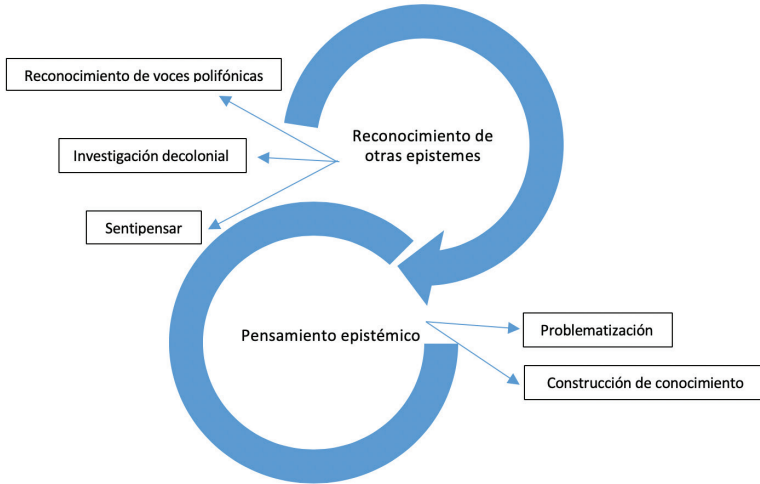 Reconocimiento de voces polifónicas
Reconocimiento de
otras epistemes
Investigación decolonial
Sentipensar
Pensamiento epistémico
Problematización
Construcción de conocimiento